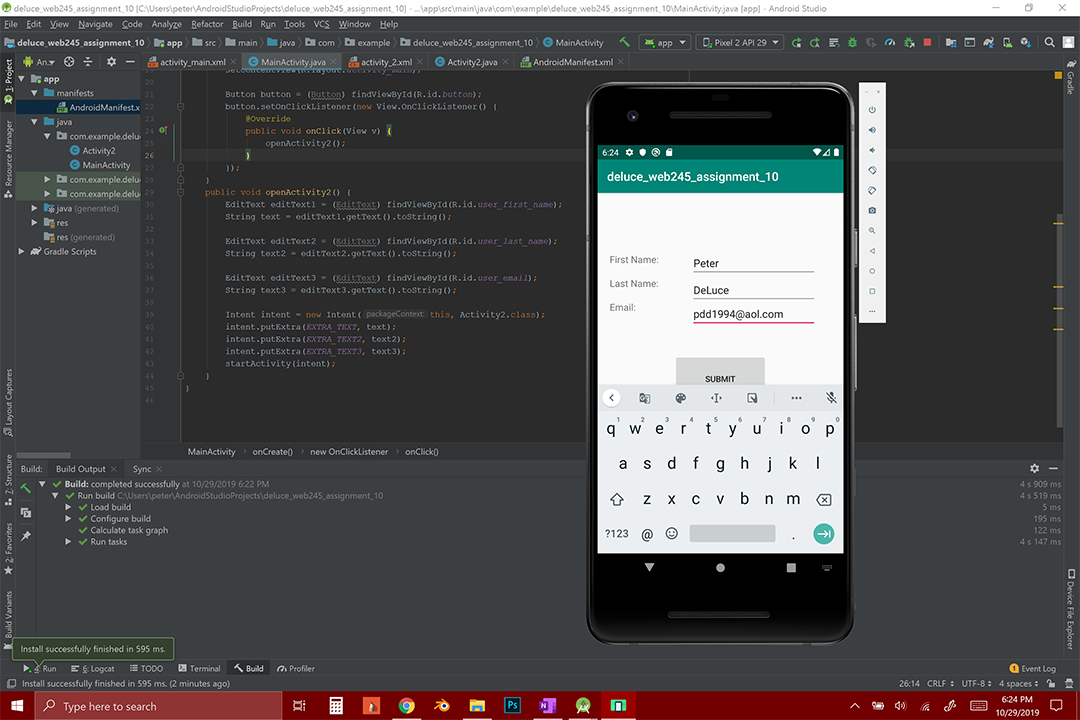 deluce_web245_assignment_10 [C:\Users\peter\AndroidStudioProjects\deluce_web245_assignment_10] - ...\app\src\main\java\com\example\deluce_web245_assignment_10\MainActivity.java [app] - Android Studio
File Edit View Navigate Code Analyze Refactor Build Run Tools VCS Window Help
deluce_web245_assignment_10 app src main java com example deluce_web245_assignment_10 MainActivity app Pixel 2 API 29
1: Project
Resource Manager
Layout Captures
Z: Structure
2: Favorites
Build Variants
An...
app
manifests
AndroidManifest.x
java
com.example.delu
Activity2
MainActivity
com.example.delu
com.example.delu
java (generated)
res
res (generated)
Gradle Scripts
activity_main.xml MainActivity.java activity_2.xml Activity2.java AndroidManifest.xml
20
21 Button button = (Button) findViewById(R.id.button);
22 button.setOnClickListener(new View.OnClickListener() {
23 @Override
24 public void onClick(View v) {
25 openActivity2();
26 }
27 });
28 }
29 public void openActivity2() {
30 EditText editText1 = (EditText) findViewById(R.id.user_first_name);
31 String text = editText1.getText().toString();
32
33 EditText editText2 = (EditText) findViewById(R.id.user_last_name);
34 String text2 = editText2.getText().toString();
35
36 EditText editText3 = (EditText) findViewById(R.id.user_email);
37 String text3 = editText3.getText().toString();
38
39 Intent intent = new Intent( packageContext: this, Activity2.class);
40 intent.putExtra(EXTRA_TEXT, text);
41 intent.putExtra(EXTRA_TEXT2, text2);
42 intent.putExtra(EXTRA_TEXT3, text3);
43 startActivity(intent);
44 }
45 }
46
MainActivity onCreate() new OnClickListener onClick()
Gradle
Device File Explorer
6:24
deluce_web245_assignment_10
First Name: Peter
Last Name: DeLuce
Email: pdd1994@aol.com
SUBMIT
q1 w2 e3 r4 t5 y6 u7 i8 o9 p0
a s d f g h j k l
z x c v b n m
?123 @ .
Build: Build Output Sync
Build: completed successfully at 10/29/2019 6:22 PM 4 s 909 ms
Run build C:\Users\peter\AndroidStudioProjects\deluce_web245_assignment_10 4 s 519 ms
Load build 5 ms
Configure build 195 ms
Calculate task graph 122 ms
Run tasks 4 s 147 ms
Install successfully finished in 595 ms.
4: Run 6: Logcat TODO Terminal Build Profiler 1 Event Log
Install successfully finished in 595 ms. (2 minutes ago) 26:14 CRLF UTF-8 4 spaces
Type here to search Ps N 6:24 PM
10/29/2019